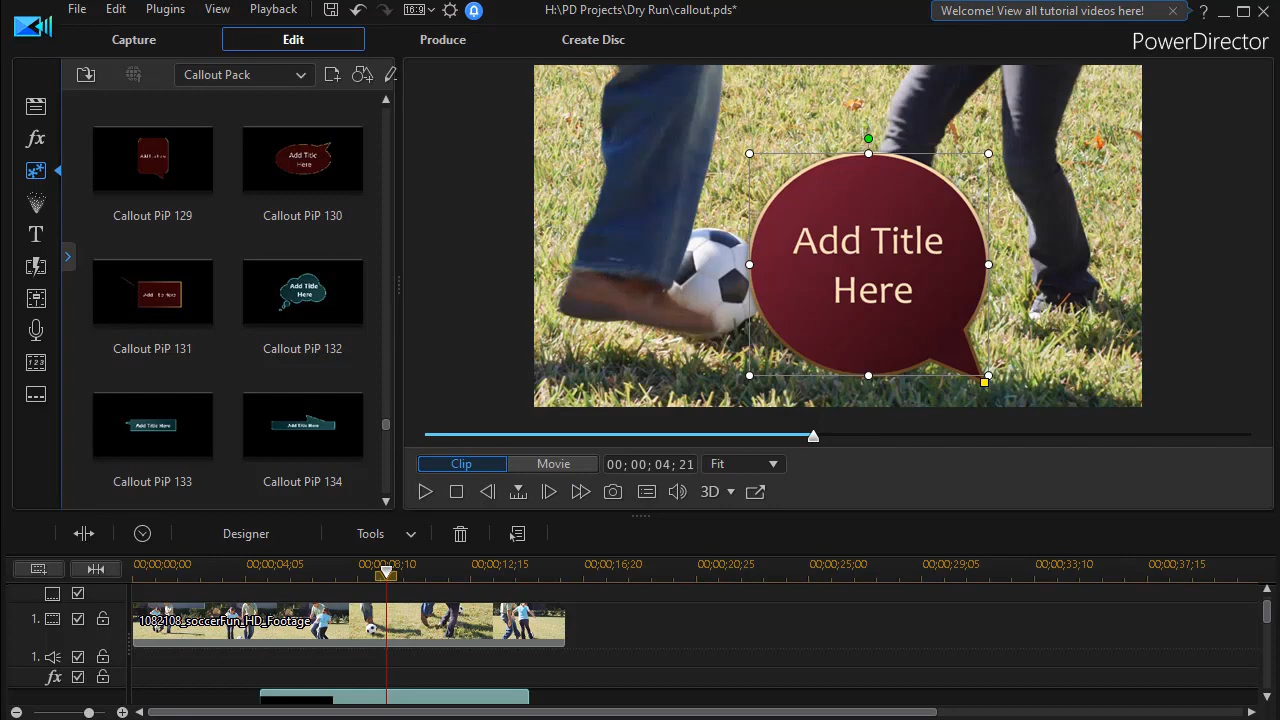 File Edit Plugins View Playback 16:9 H:\PD Projects\Dry Run\callout.pds* Welcome! View all tutorial videos here! ?
Capture Edit Produce Create Disc PowerDirector
Callout Pack
fx
T
Add Title
Here
Callout PiP 129 Callout PiP 130
Add Title
Here
Callout PiP 131 Callout PiP 132
Add Title Here Add Title Here
Callout PiP 133 Callout PiP 134
Add Title
Here
Clip Movie 00; 00; 04; 21 Fit
3D
Designer Tools
00;00;00;00 00;00;04;05 00;00;08;10 00;00;12;15 00;00;16;20 00;00;20;25 00;00;25;00 00;00;29;05 00;00;33;10 00;00;37;15
1. 1082108_soccerFun_HD_Footage
1.
fx